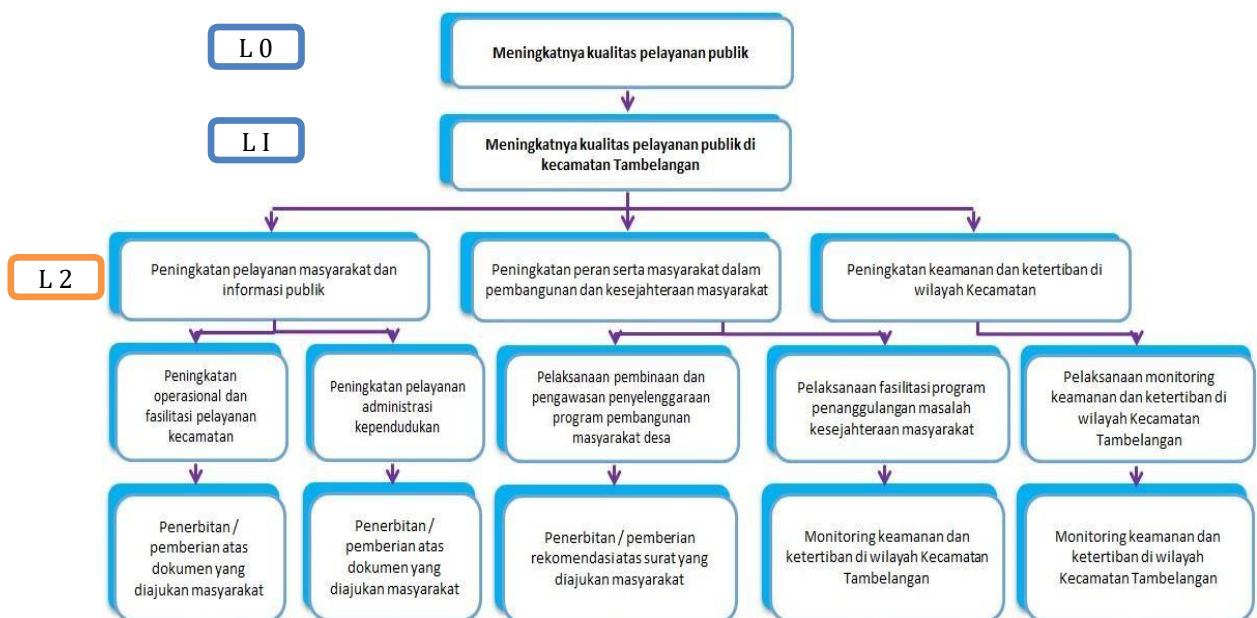 L 0
Meningkatnya kualitas pelayanan publik
L I
Meningkatnya kualitas pelayanan publik di
kecamatan Tambelangan
L 2
Peningkatan pelayanan masyarakat dan
informasi publik
Peningkatan peran serta masyarakat dalam
pembangunan dan kesejahteraan masyarakat
Peningkatan keamanan dan ketertiban di
wilayah Kecamatan
Peningkatan
operasional dan
fasilitasi pelayanan
kecamatan
Peningkatan pelayanan
administrasi
kependudukan
Pelaksanaan pembinaan dan
pengawasan penyelenggaraan
program pembangunan
masyarakat desa
Pelaksanaan fasilitasi program
penanggulangan masalah
kesejahteraan masyarakat
Pelaksanaan monitoring
keamanan dan ketertiban di
wilayah Kecamatan
Tambelangan
Penerbitan /
pemberian atas
dokumen yang
diajukan masyarakat
Penerbitan /
pemberian atas
dokumen yang
diajukan masyarakat
Penerbitan / pemberian
rekomendasi atas surat yang
diajukan masyarakat
Monitoring keamanan dan
ketertiban di wilayah Kecamatan
Tambelangan
Monitoring keamanan dan
ketertiban di wilayah
Kecamatan Tambelangan